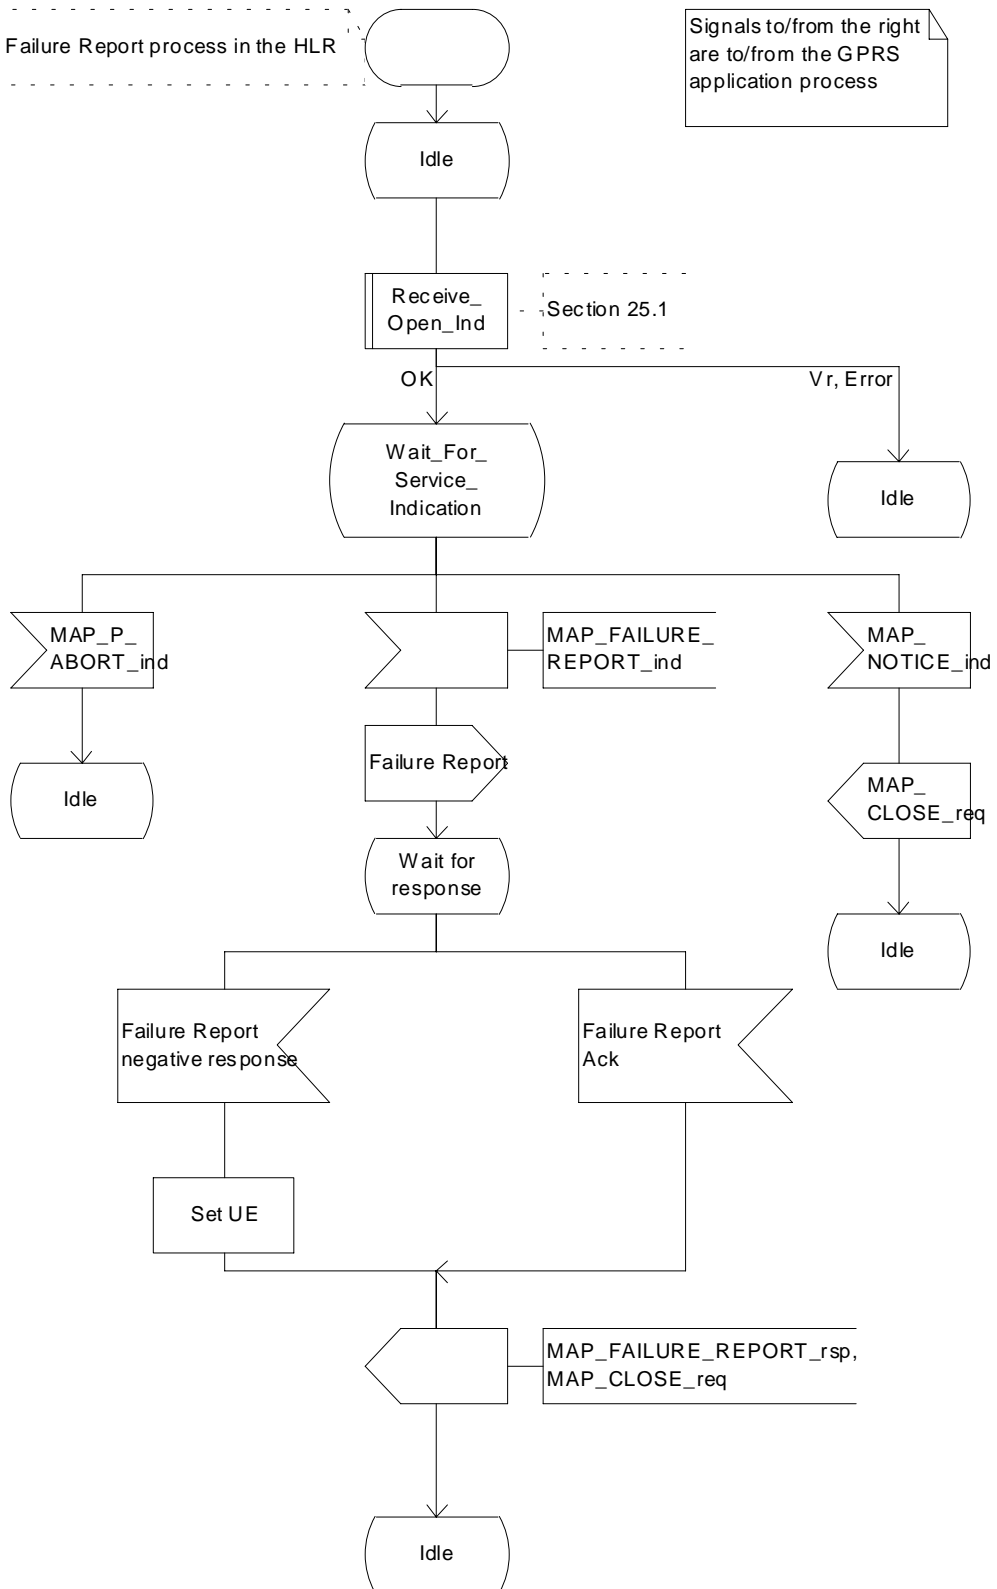 Failure Report process in the HLR
Signals to/from the right
are to/from the GPRS
application process
Idle
Receive_
Open_Ind
Section 25.1
OK
Vr, Error
Wait_For_
Service_
Indication
Idle
MAP_P_
ABORT_ind
MAP_FAILURE_
REPORT_ind
MAP_
NOTICE_ind
Failure Report
Idle
MAP_
CLOSE_req
Wait for
response
Idle
Failure Report
negative response
Failure Report
Ack
Set UE
MAP_FAILURE_REPORT_rsp,
MAP_CLOSE_req
Idle